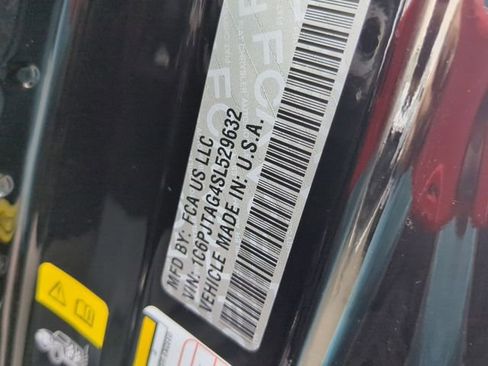 MFD BY: FCA US LLC
VIN: 1C6PJTAG4SL529632
VEHICLE MADE IN: U.S.A.